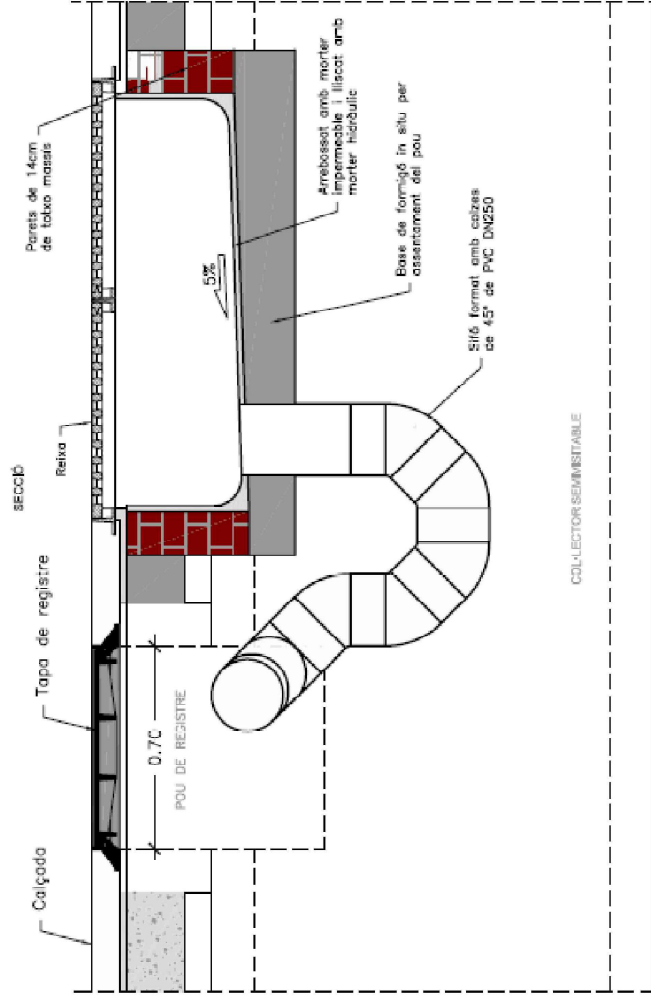 SECCIÓ
Calçada
Tapa de registre
Reixa
Parets de 14cm
de totxo massis
0.70
POU DE REGISTRE
5%
Arrebossat amb morter
impermeable i lliscat amb
morter hidràulic
Base de formigó in situ per
assentament del pou
Sifó format amb colzes
de 45° de PVC DN250
COL·LECTOR SEMIVISITABLE